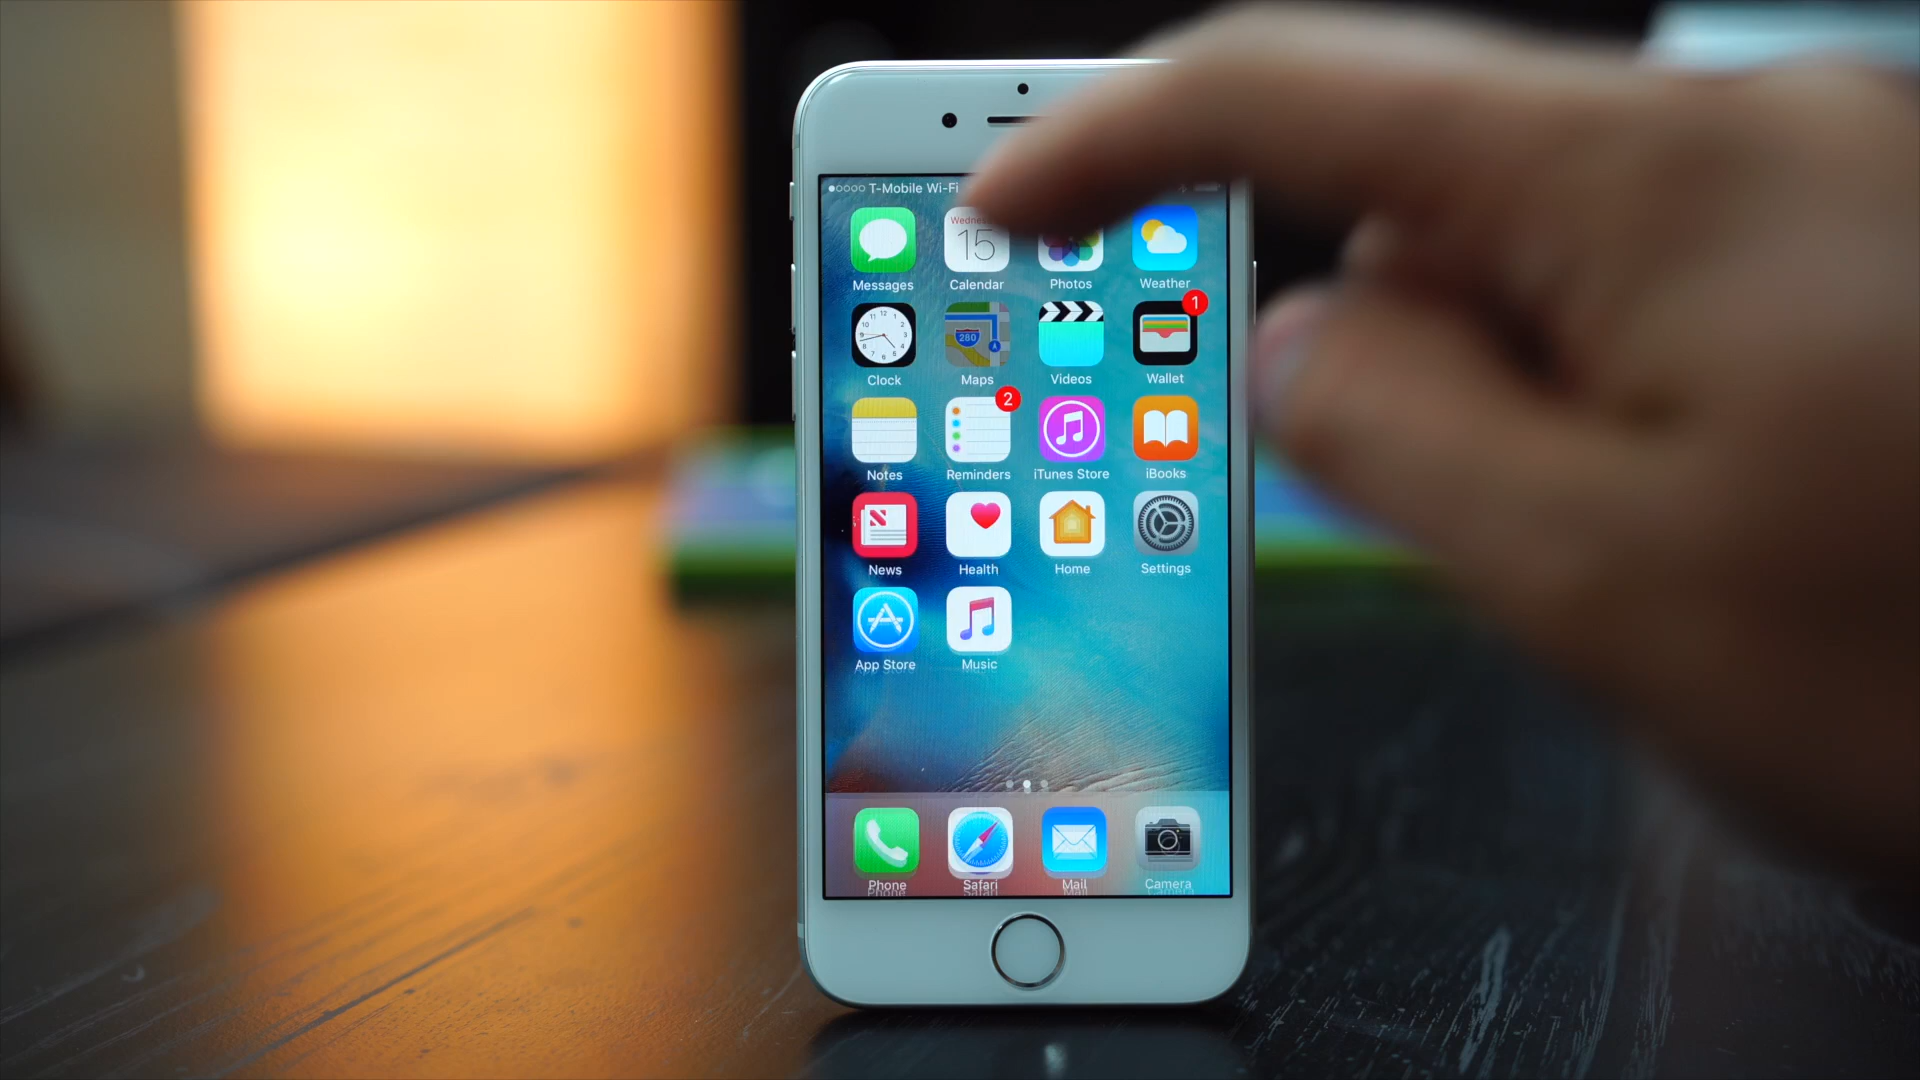 T-Mobile Wi-Fi
Wednes
15
Messages
Calendar
Photos
Weather
1
280
Clock
Maps
Videos
Wallet
2
Notes
Reminders
iTunes Store
iBooks
News
Health
Home
Settings
App Store
Music
Phone
Safari
Mail
Camera